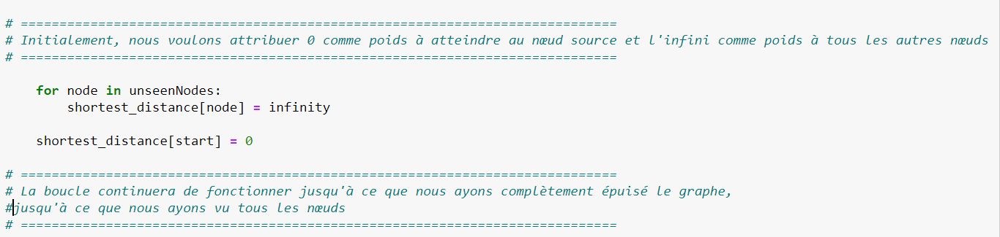 # =============================================================================
# Initialement, nous voulons attribuer 0 comme poids à atteindre au nœud source et l'infini comme poids à tous les autres nœuds
# =============================================================================
    for node in unseenNodes:
        shortest_distance[node] = infinity
    shortest_distance[start] = 0
# =============================================================================
# La boucle continuera de fonctionner jusqu'à ce que nous ayons complètement épuisé le graphe,
#jusqu'à ce que nous ayons vu tous les nœuds
# =============================================================================